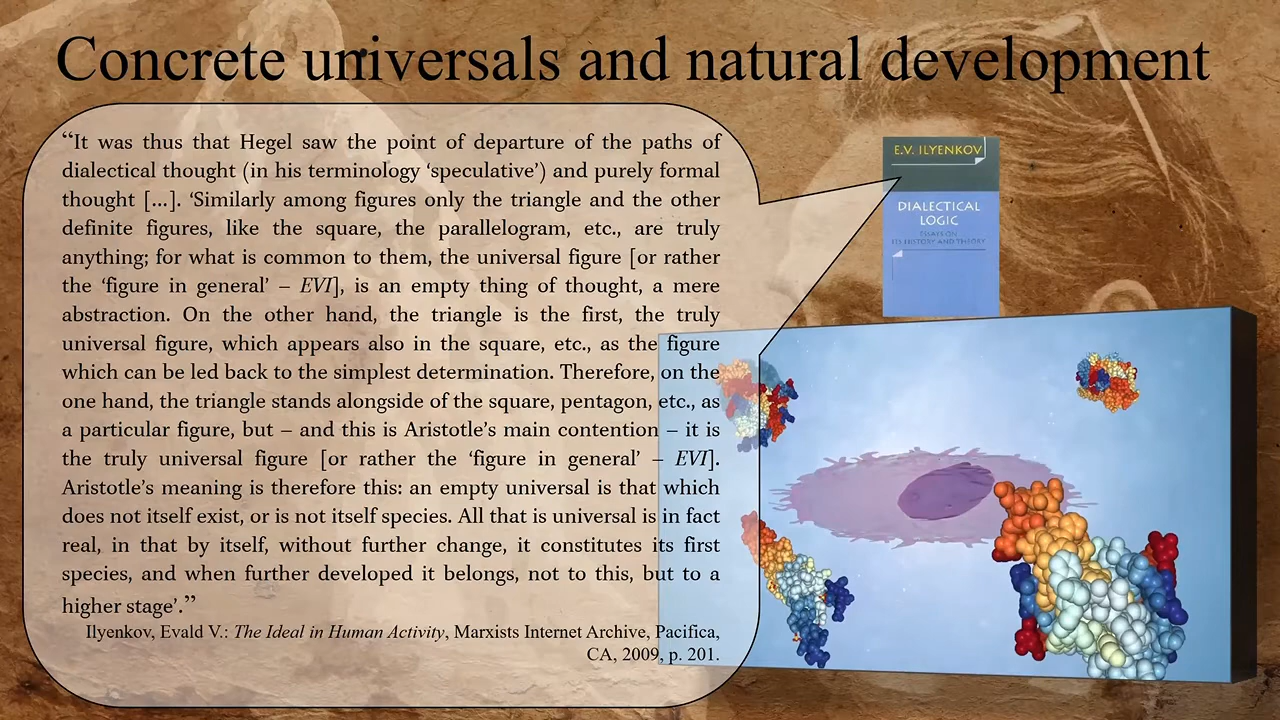 Concrete universals and natural development
“It was thus that Hegel saw the point of departure of the paths of
dialectical thought (in his terminology ‘speculative’) and purely formal
thought [...]. ‘Similarly among figures only the triangle and the other
definite figures, like the square, the parallelogram, etc., are truly
anything; for what is common to them, the universal figure [or rather
the ‘figure in general’ – EVI], is an empty thing of thought, a mere
abstraction. On the other hand, the triangle is the first, the truly
universal figure, which appears also in the square, etc., as the figure
which can be led back to the simplest determination. Therefore, on the
one hand, the triangle stands alongside of the square, pentagon, etc., as
a particular figure, but – and this is Aristotle’s main contention – it is
the truly universal figure [or rather the ‘figure in general’ – EVI].
Aristotle’s meaning is therefore this: an empty universal is that which
does not itself exist, or is not itself species. All that is universal is in fact
real, in that by itself, without further change, it constitutes its first
species, and when further developed it belongs, not to this, but to a
higher stage’.”
Ilyenkov, Evald V.: The Ideal in Human Activity, Marxists Internet Archive, Pacifica,
CA, 2009, p. 201.
E.V. ILYENKOV
DIALECTICAL
LOGIC
ESSAYS ON
ITS HISTORY AND THEORY